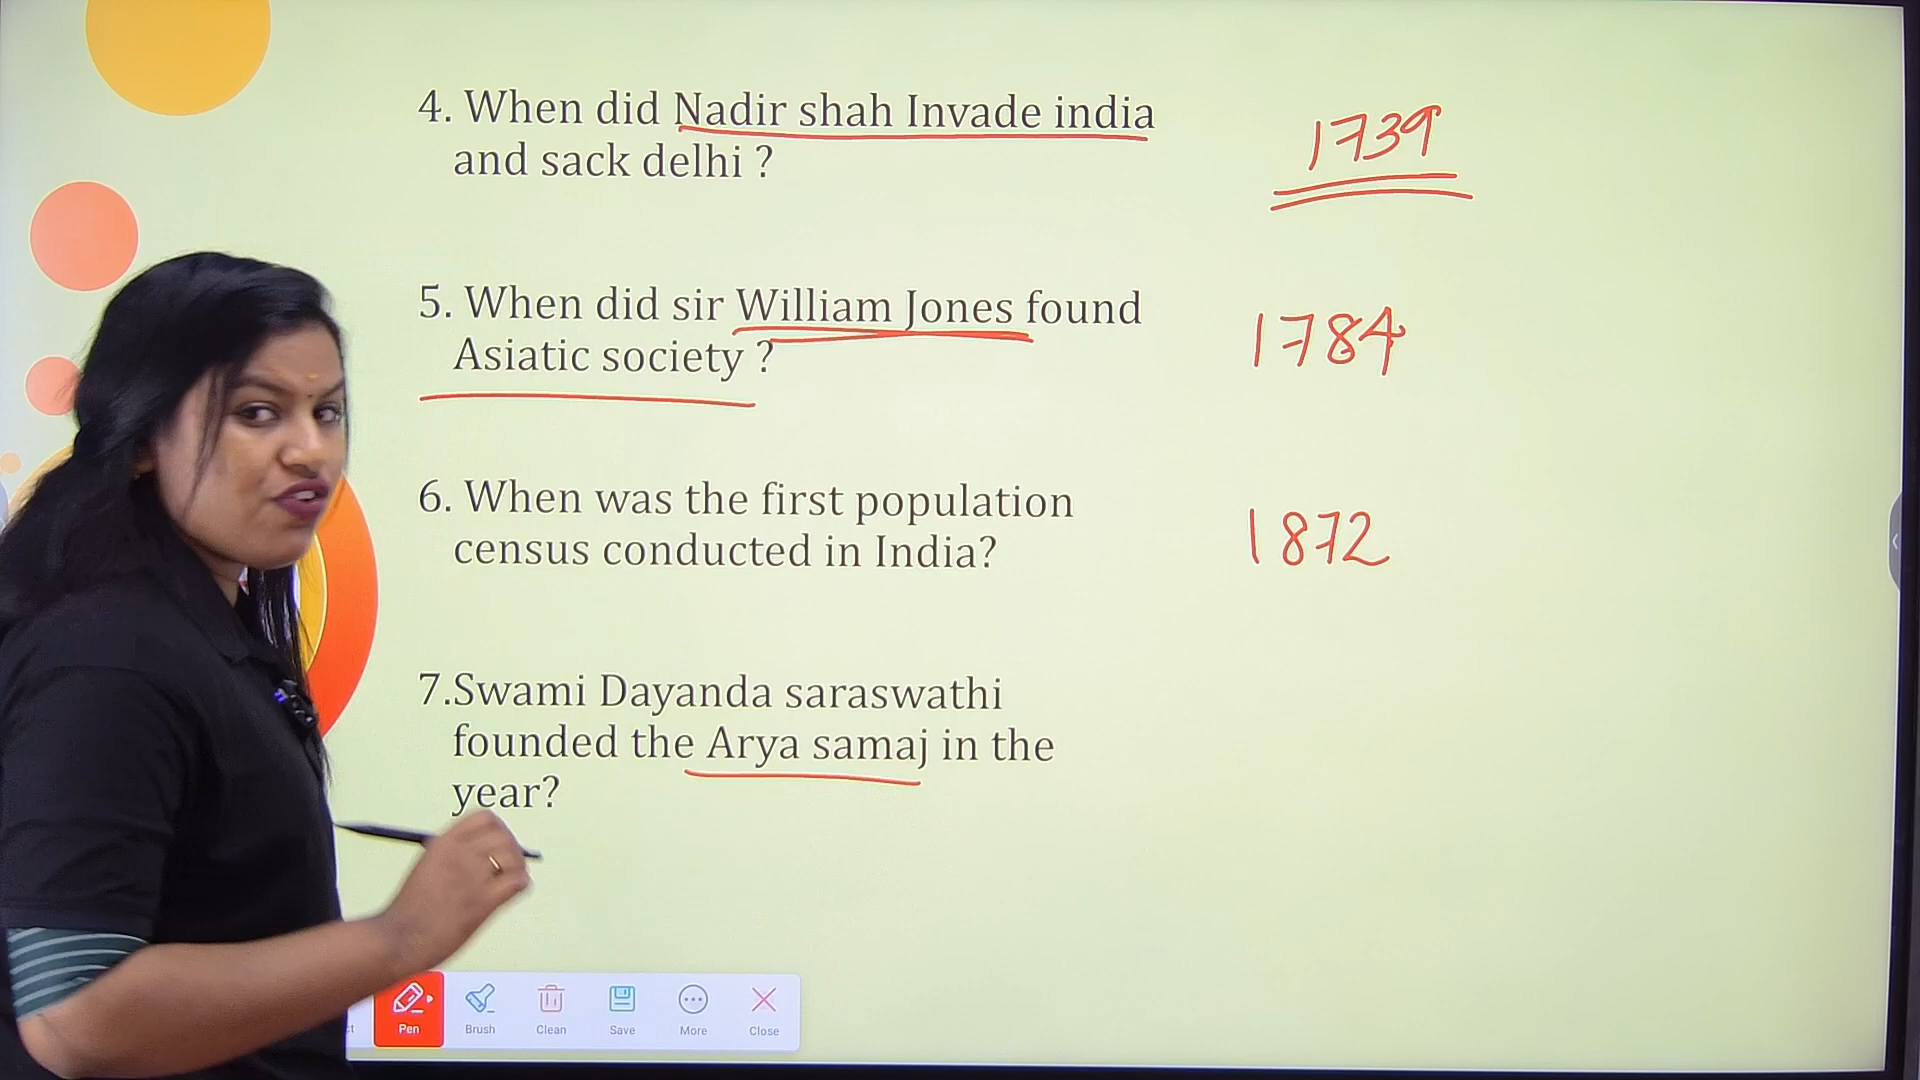 4. When did Nadir shah Invade india
and sack delhi ?
1739
5. When did sir William Jones found
Asiatic society ?
1784
6. When was the first population
census conducted in India?
1872
7.Swami Dayanda saraswathi
founded the Arya samaj in the
year?
Pen
Brush
Clean
Save
More
Close